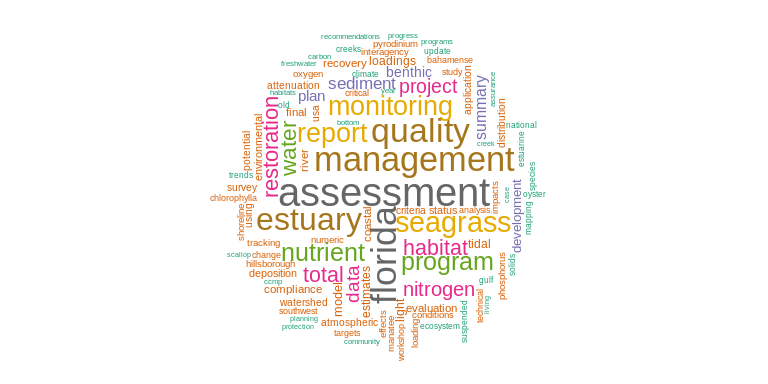 recommendations
progress
pyrodinium
programs
creeks
interagency
update
carbon
recovery
loadings
bahamense
freshwater
oxygen
climate
benthic
study
attenuation
sediment
project
application
summary
assurance
habitats
plan
critical
year
old
final
usa
monitoring
environmental
restoration
potential
water
report
bottom
quality
creek
distribution
national
river
management
estuarine
trends
survey
assessment
species
chlorophylla
oyster
shoreline
using
estuary
coastal
florida
criteria
status
analysis
impacts
case
mapping
development
seagrass
tracking
numeric
habitat
tidal
scallop
change
nutrient
program
hillsborough
solids
ccmp
deposition
total
data
estimates
nitrogen
gulf
phosphorus
compliance
model
watershed
light
evaluation
southwest
conditions
suspended
technical
living
planning
atmospheric
effects
manatee
workshop
loading
ecosystem
protection
targets
community